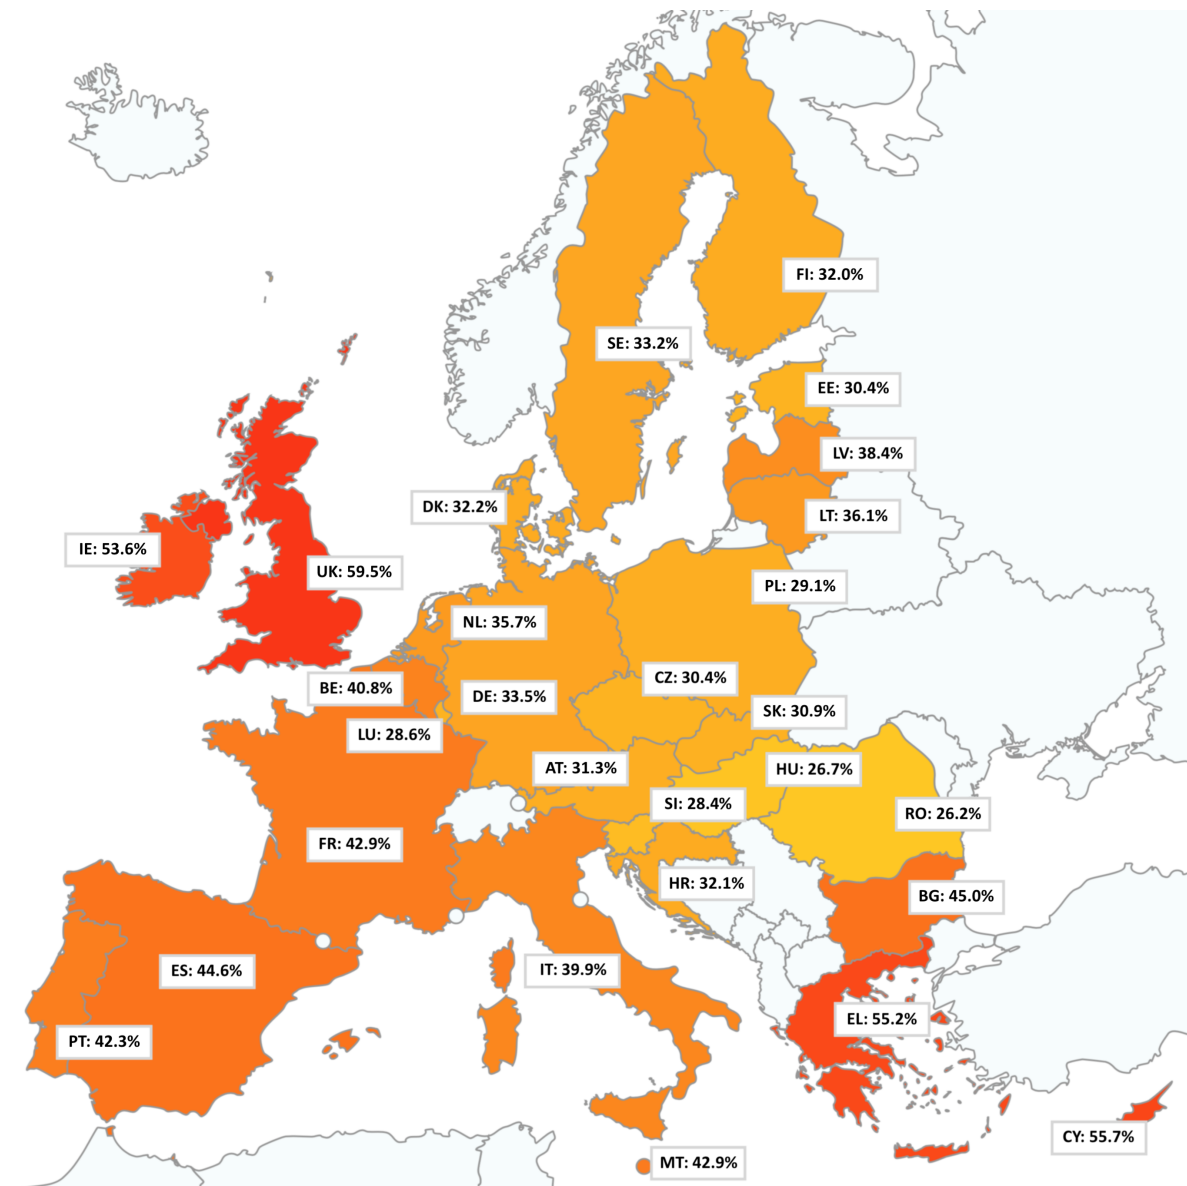 FI: 32.0%
SE: 33.2%
EE: 30.4%
LV: 38.4%
DK: 32.2%
LT: 36.1%
IE: 53.6%
UK: 59.5%
PL: 29.1%
NL: 35.7%
CZ: 30.4%
BE: 40.8%
DE: 33.5%
SK: 30.9%
LU: 28.6%
AT: 31.3%
HU: 26.7%
SI: 28.4%
RO: 26.2%
FR: 42.9%
HR: 32.1%
BG: 45.0%
ES: 44.6%
IT: 39.9%
EL: 55.2%
PT: 42.3%
CY: 55.7%
MT: 42.9%